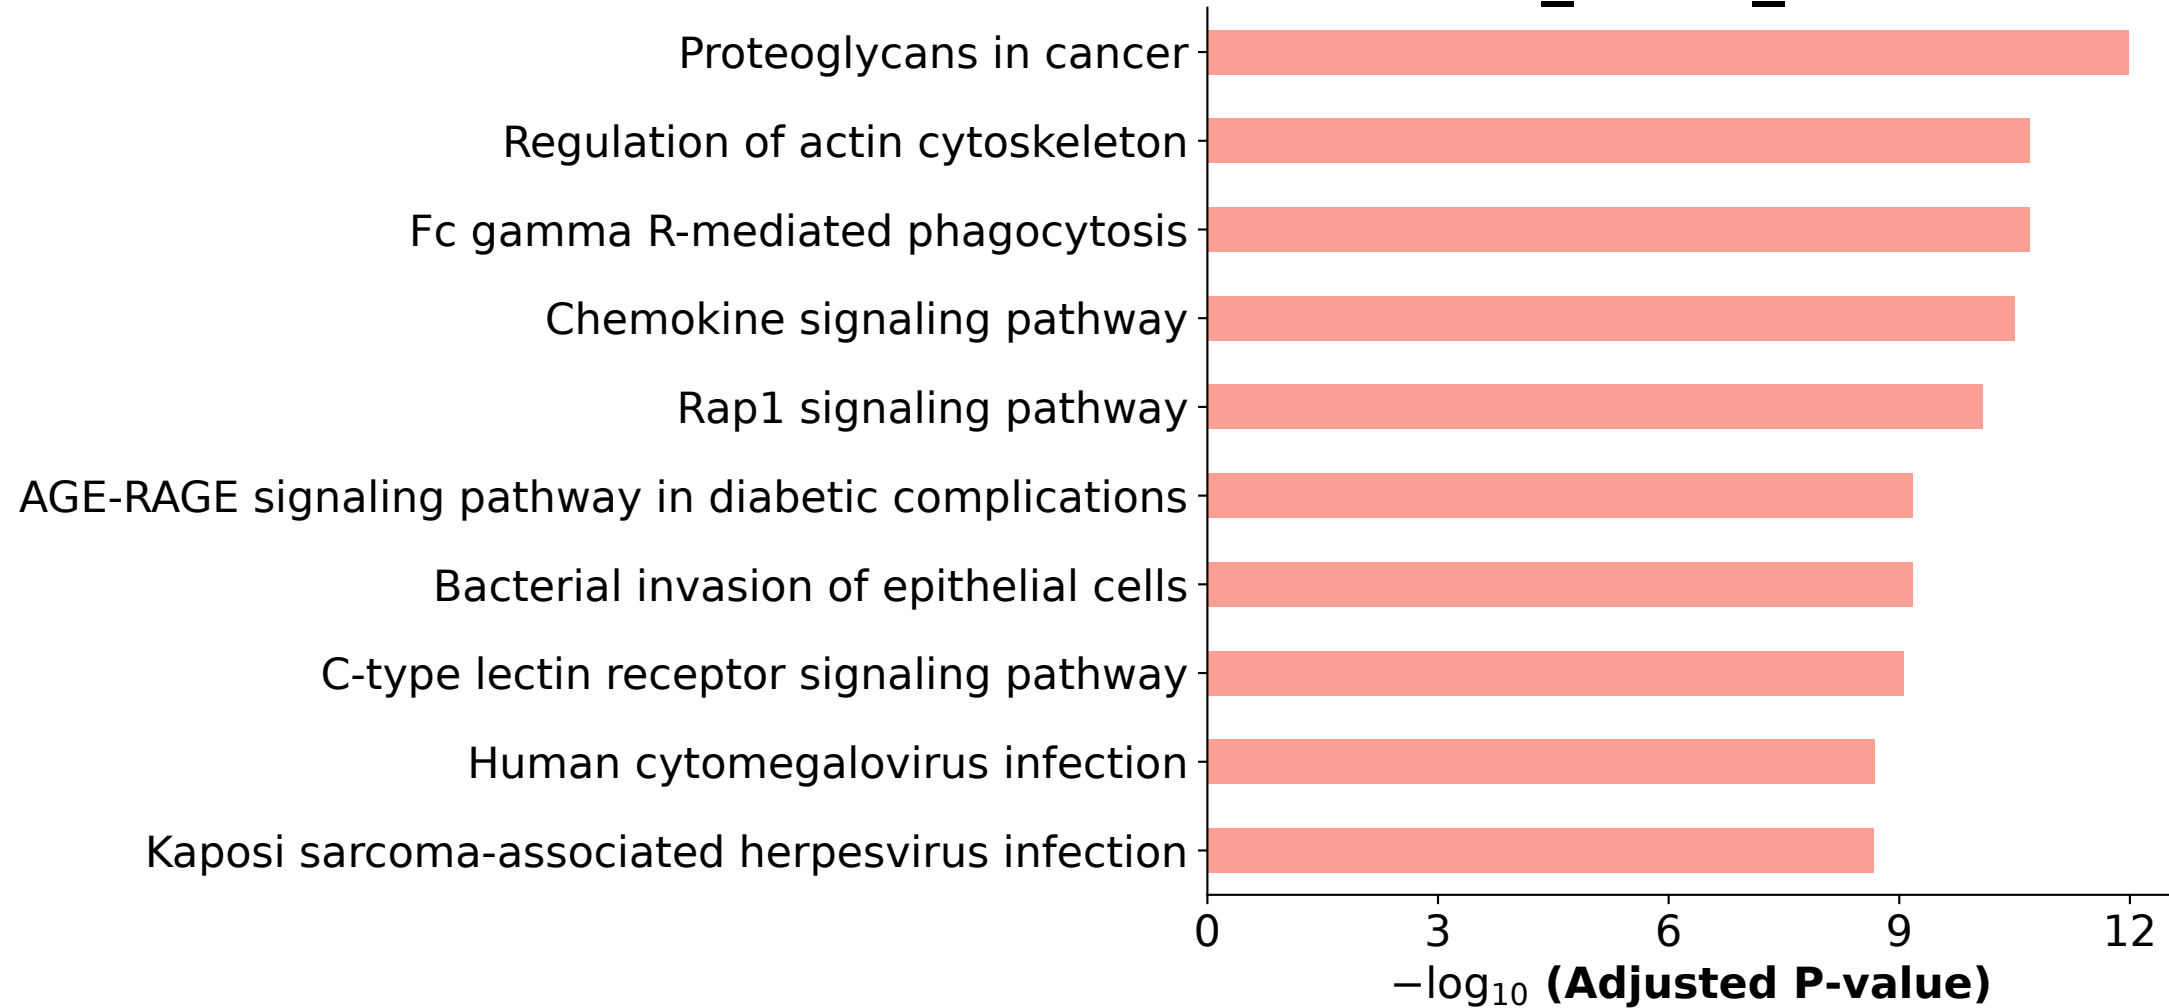 Proteoglycans in cancer
Regulation of actin cytoskeleton
Fc gamma R-mediated phagocytosis
Chemokine signaling pathway
Rap1 signaling pathway
AGE-RAGE signaling pathway in diabetic complications
Bacterial invasion of epithelial cells
C-type lectin receptor signaling pathway
Human cytomegalovirus infection
Kaposi sarcoma-associated herpesvirus infection
0 3 6 9 12
−log₁₀ (Adjusted P-value)